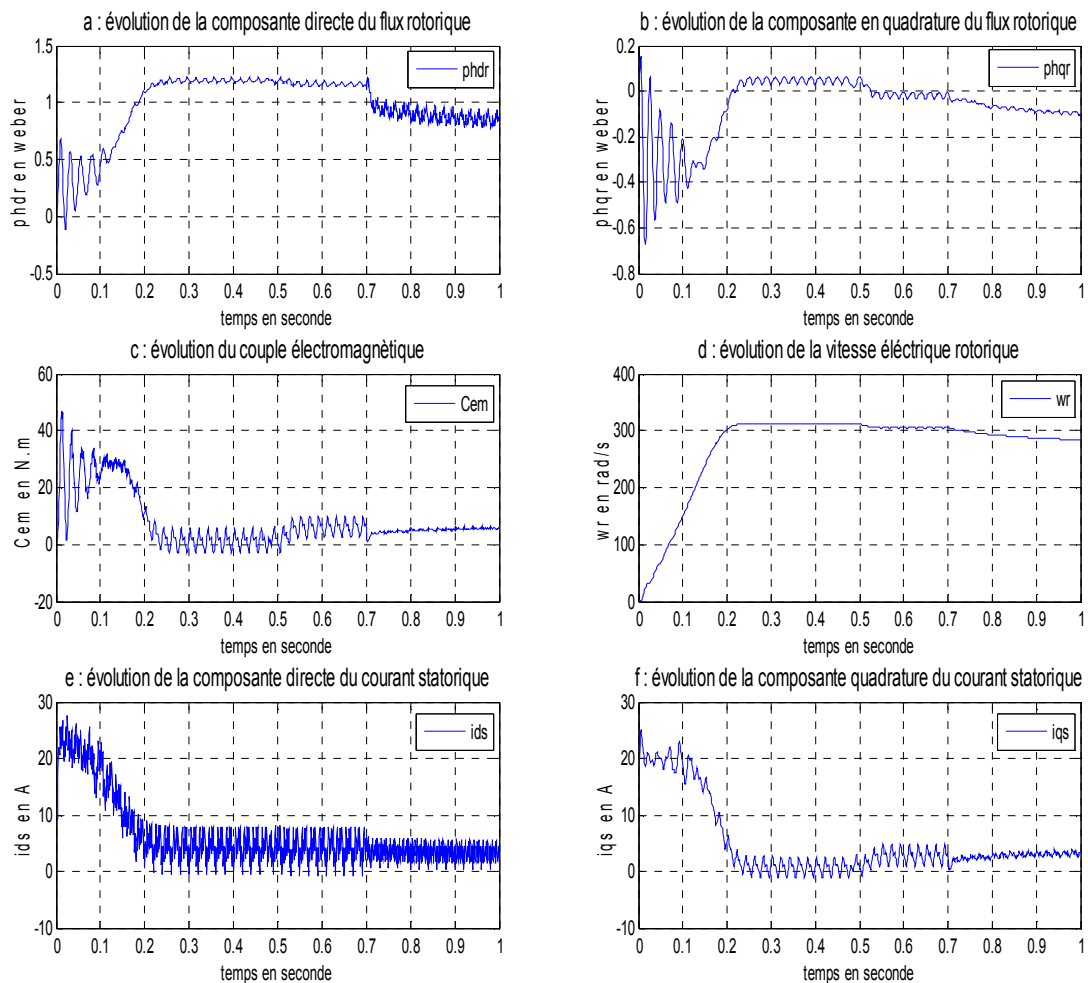 a : évolution de la composante directe du flux rotorique
phdr
phdr en weber
1.5
1
0.5
0
-0.5
0 0.1 0.2 0.3 0.4 0.5 0.6 0.7 0.8 0.9 1
temps en seconde
b : évolution de la composante en quadrature du flux rotorique
phqr
phqr en weber
0.2
0
-0.2
-0.4
-0.6
-0.8
0 0.1 0.2 0.3 0.4 0.5 0.6 0.7 0.8 0.9 1
temps en seconde
c : évolution du couple électromagnètique
Cem
Cem en N.m
60
40
20
0
-20
0 0.1 0.2 0.3 0.4 0.5 0.6 0.7 0.8 0.9 1
temps en seconde
d : évolution de la vitesse éléctrique rotorique
wr
wr en rad/s
400
300
200
100
0
0 0.1 0.2 0.3 0.4 0.5 0.6 0.7 0.8 0.9 1
temps en seconde
e : évolution de la composante directe du courant statorique
ids
ids en A
30
20
10
0
-10
0 0.1 0.2 0.3 0.4 0.5 0.6 0.7 0.8 0.9 1
temps en seconde
f : évolution de la composante quadrature du courant statorique
iqs
iqs en A
30
20
10
0
-10
0 0.1 0.2 0.3 0.4 0.5 0.6 0.7 0.8 0.9 1
temps en seconde